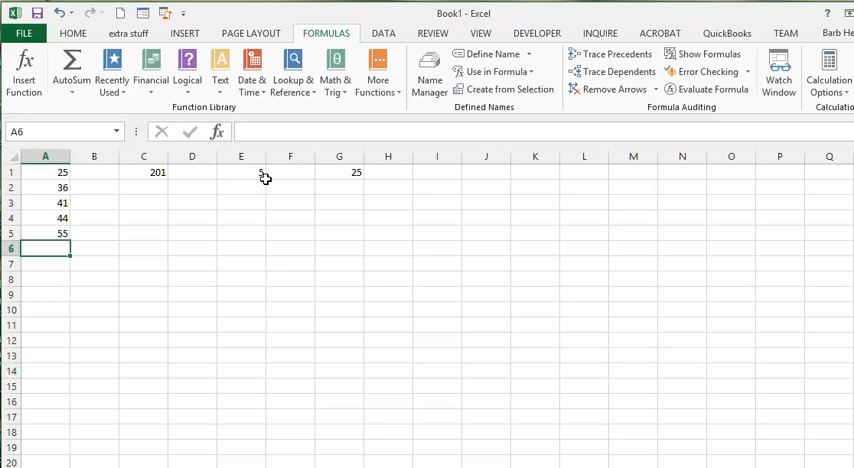 Book1 - Excel
?
FILE HOME extra stuff INSERT PAGE LAYOUT FORMULAS DATA REVIEW VIEW DEVELOPER INQUIRE ACROBAT QuickBooks TEAM Barb He
Insert Function
AutoSum
Recently Used
Financial
Logical
Text
Date & Time
Lookup & Reference
Math & Trig
More Functions
Function Library
Name Manager
Define Name
Use in Formula
Create from Selection
Defined Names
Trace Precedents
Trace Dependents
Remove Arrows
Show Formulas
Error Checking
Evaluate Formula
Formula Auditing
Watch Window
Calculation Options
Calculatio
A6 fx
A B C D E F G H I J K L M N O P Q
1 25 201 5 25
2 36
3 41
4 44
5 55
6
7
8
9
10
11
12
13
14
15
16
17
18
19
20